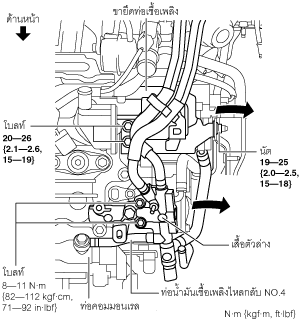 ด้านหน้า
ขายึดท่อเชื้อเพลิง
โบลท์
20—26
{2.1—2.6,
15—19}
นัต
19—25
{2.0—2.5,
15—18}
เสื้อตัวล่าง
โบลท์
8—11 N·m
{82—112 kgf·cm,
71—92 in·lbf}
ท่อน้ำมันเชื้อเพลิงไหลกลับ NO.4
ท่อคอมมอนเรล
N·m {kgf·m, ft·lbf}